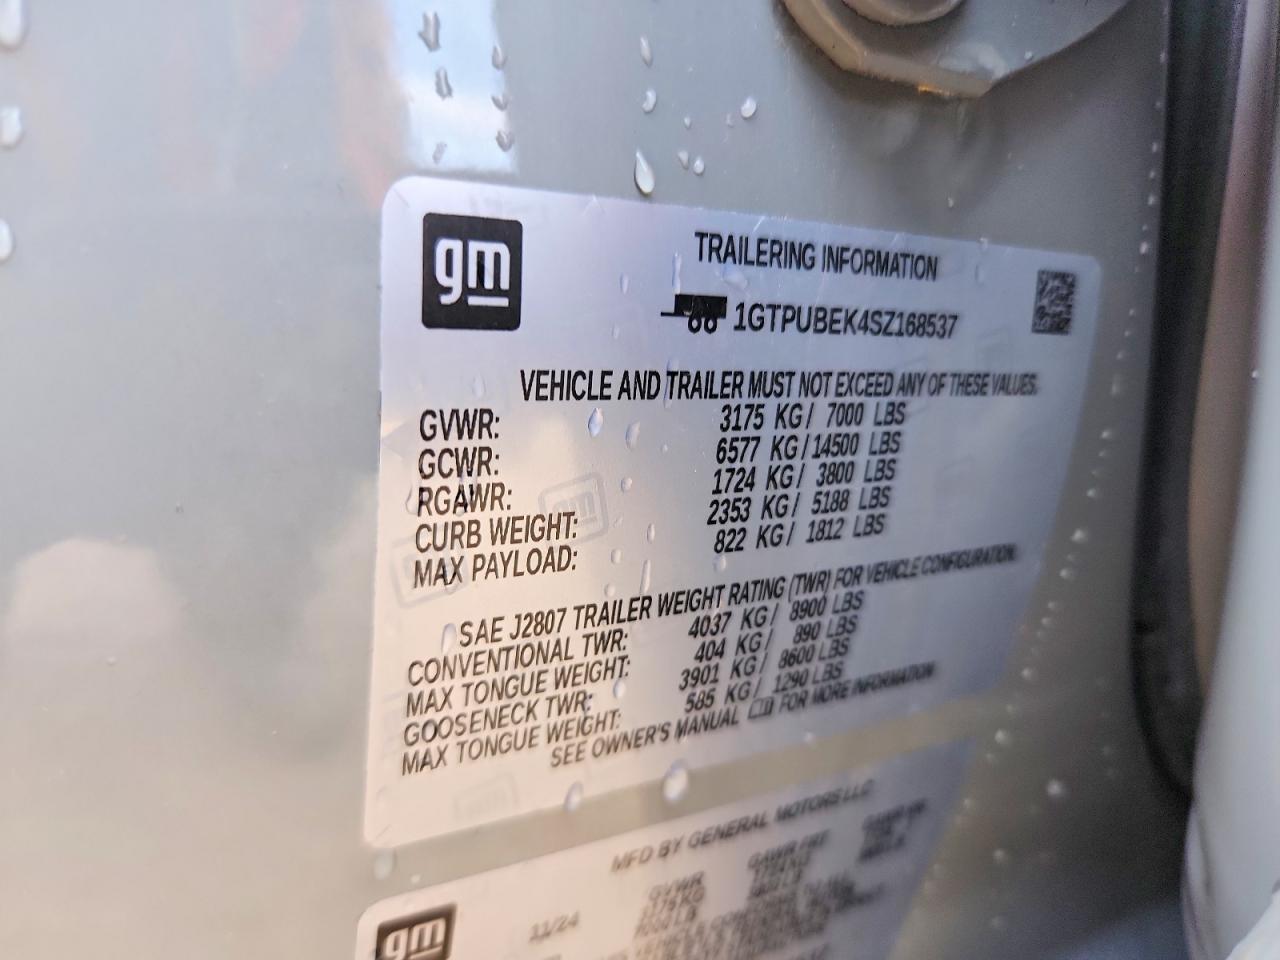 gm
TRAILERING INFORMATION
1GTPUBEK4SZ168537
VEHICLE AND TRAILER MUST NOT EXCEED ANY OF THESE VALUES.
GVWR: 3175 KG/ 7000 LBS
GCWR: 6577 KG/14500 LBS
RGAWR: 1724 KG/ 3800 LBS
CURB WEIGHT: 2353 KG/ 5188 LBS
MAX PAYLOAD: 822 KG/ 1812 LBS
SAE J2807 TRAILER WEIGHT RATING (TWR) FOR VEHICLE CONFIGURATION.
CONVENTIONAL TWR: 4037 KG/ 8900 LBS
MAX TONGUE WEIGHT: 404 KG/ 890 LBS
GOOSENECK TWR: 3901 KG/ 8600 LBS
MAX TONGUE WEIGHT: 585 KG/ 1290 LBS
SEE OWNER'S MANUAL FOR MORE INFORMATION
MFD BY GENERAL MOTORS LLC
gm
11/24
GVWR
GAWR FRT